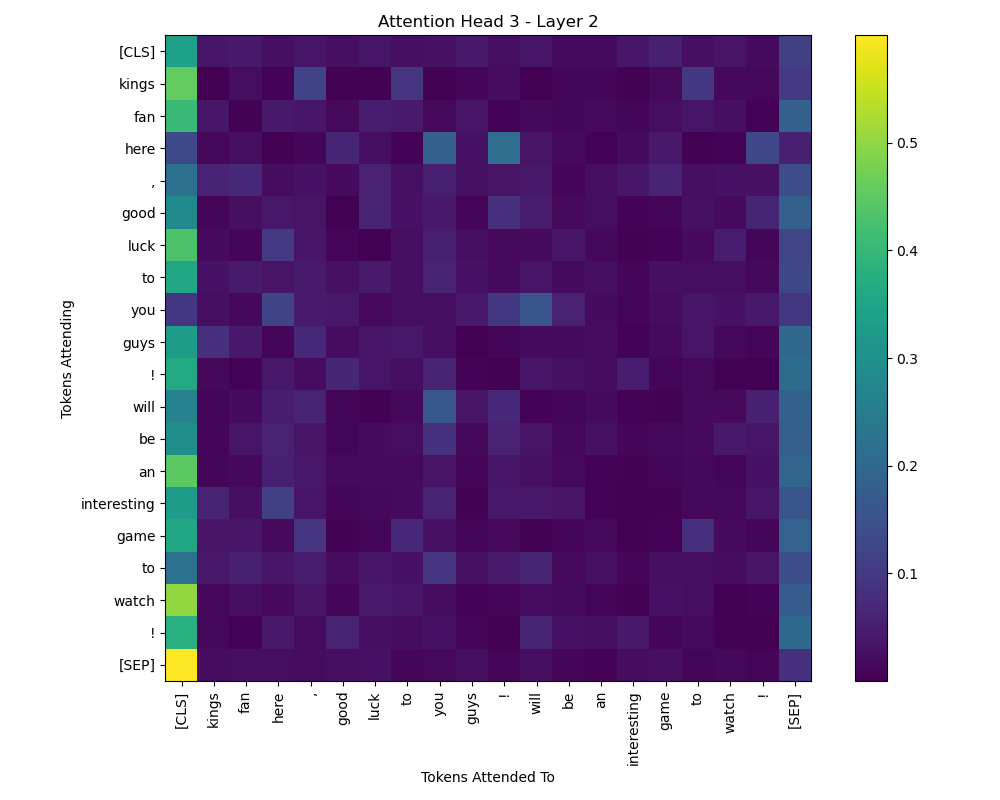 Attention Head 3 - Layer 2
Tokens Attending
[CLS]
kings
fan
here
,
good
luck
to
you
guys
!
will
be
an
interesting
game
to
watch
!
[SEP]
[CLS] kings fan here , good luck to you guys ! will be an interesting game to watch ! [SEP]
Tokens Attended To
0.5
0.4
0.3
0.2
0.1